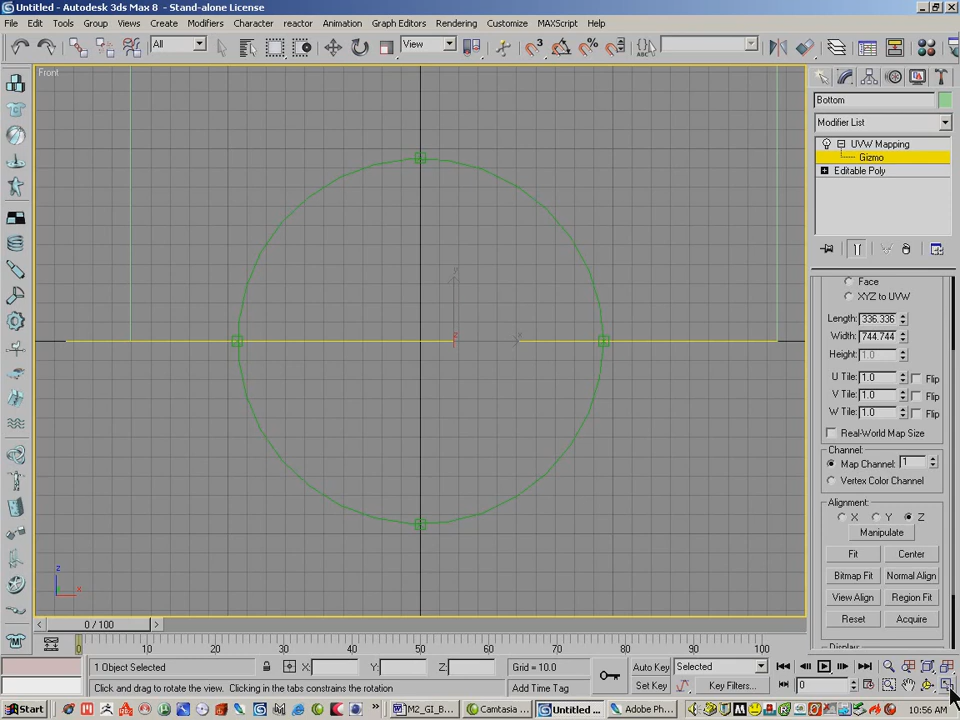 Untitled - Autodesk 3ds Max 8 - Stand-alone License
File Edit Tools Group Views Create Modifiers Character reactor Animation Graph Editors Rendering Customize MAXScript Help
All
View
Front
Bottom
Modifier List
UVW Mapping
Gizmo
Editable Poly
Face
XYZ to UVW
Length: 336.336
Width: 744.744
Height: 1.0
U Tile: 1.0 Flip
V Tile: 1.0 Flip
W Tile: 1.0 Flip
Real-World Map Size
Channel:
Map Channel: 1
Vertex Color Channel
Alignment:
X Y Z
Manipulate
Fit Center
Bitmap Fit Normal Align
View Align Region Fit
Reset Acquire
Display:
y
z
x
z
x
< 0 / 100 >
0 10 20 30 40 50 60 70 80 90 100
1 Object Selected X: Y: Z: Grid = 10.0 Auto Key Selected
Click and drag to rotate the view. Clicking in the tabs constrains the rotation Add Time Tag Set Key Key Filters... 0
Start M2_GI_B... Camtasia ... Untitled ... Adobe Ph... 10:56 AM